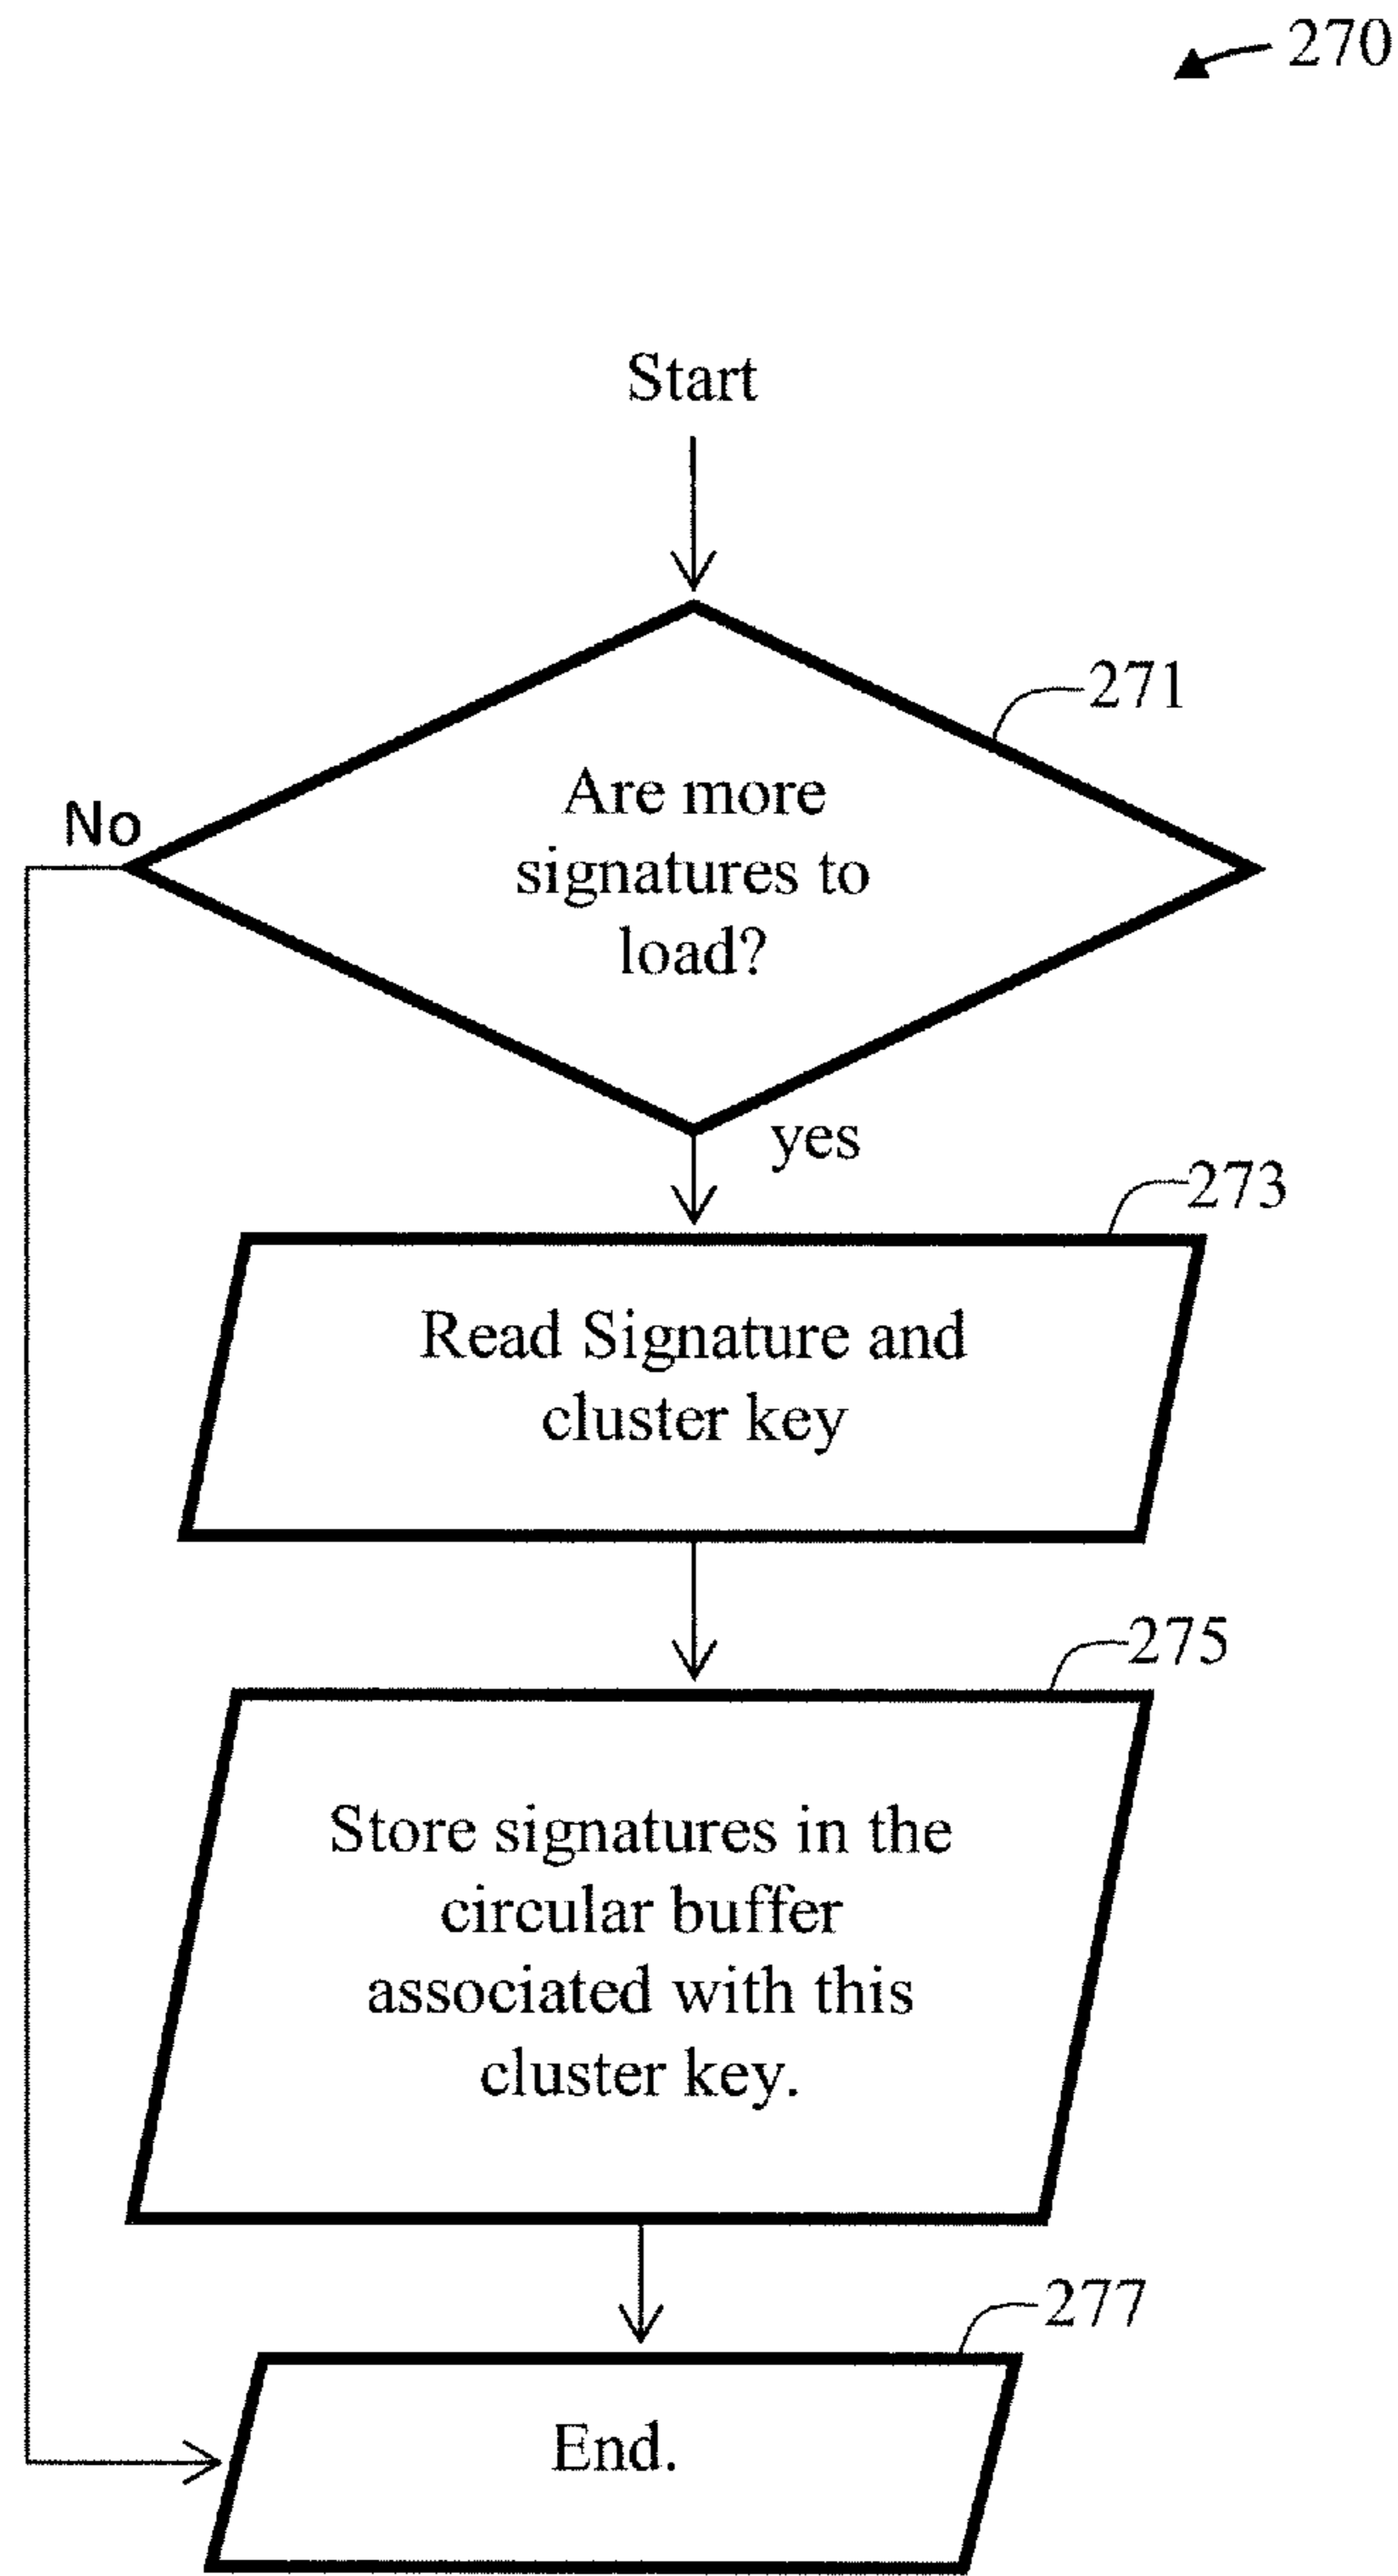 270
Start
271
Are more
signatures to
load?
No
yes
273
Read Signature and
cluster key
275
Store signatures in the
circular buffer
associated with this
cluster key.
277
End.